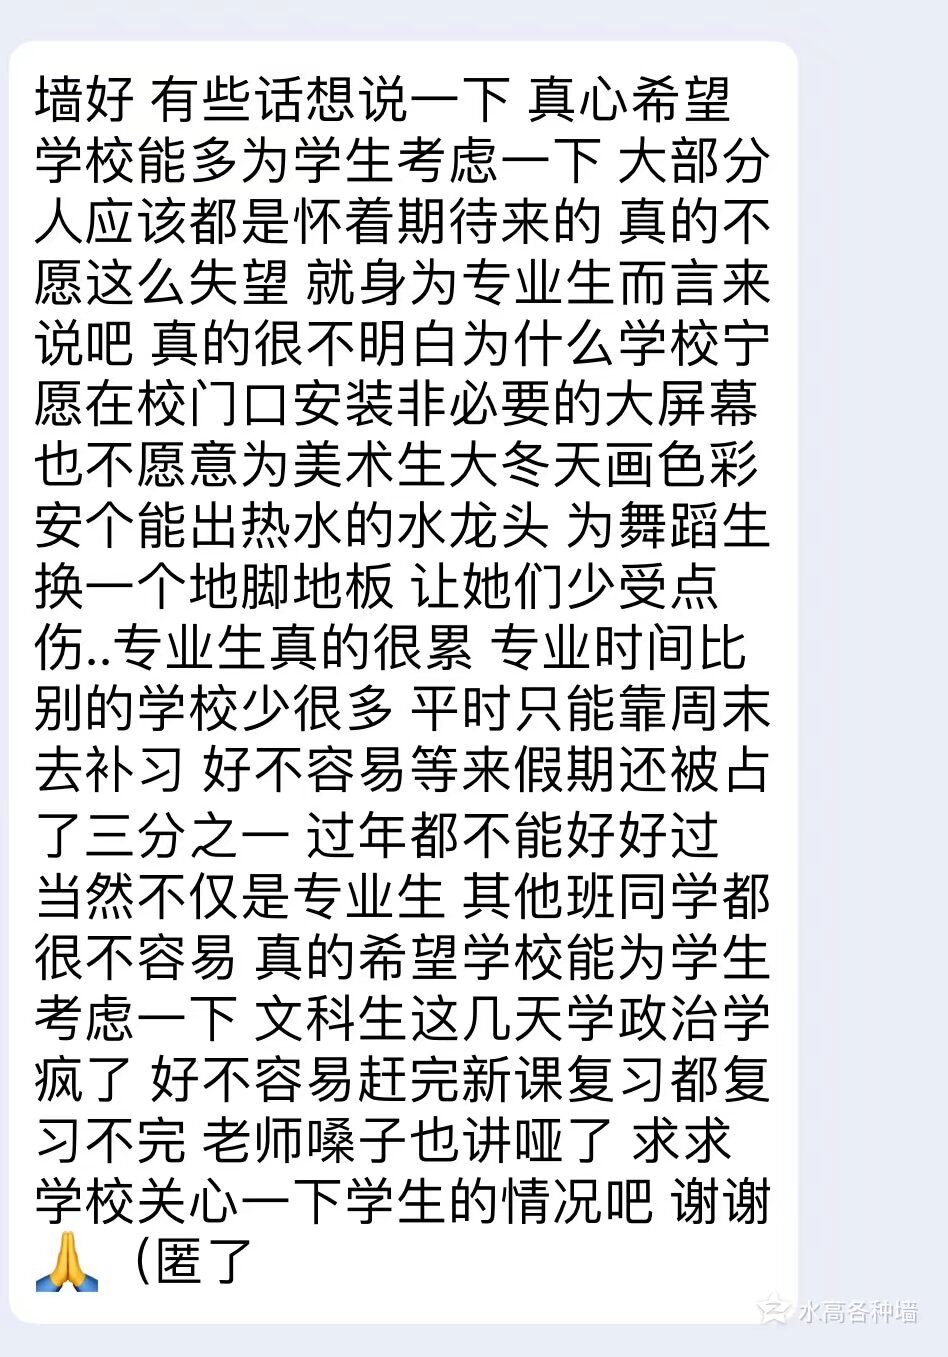 墙好 有些话想说一下 真心希望
学校能多为学生考虑一下 大部分
人应该都是怀着期待来的 真的不
愿这么失望 就身为专业生而言来
说吧 真的很不明白为什么学校宁
愿在校门口安装非必要的大屏幕
也不愿意为美术生大冬天画色彩
安个能出热水的水龙头 为舞蹈生
换一个地脚地板 让她们少受点
伤..专业生真的很累 专业时间比
别的学校少很多 平时只能靠周末
去补习 好不容易等来假期还被占
了三分之一 过年都不能好好过
当然不仅是专业生 其他班同学都
很不容易 真的希望学校能为学生
考虑一下 文科生这几天学政治学
疯了 好不容易赶完新课复习都复
习不完 老师嗓子也讲哑了 求求
学校关心一下学生的情况吧 谢谢
🙏（匿了
水高各种墙